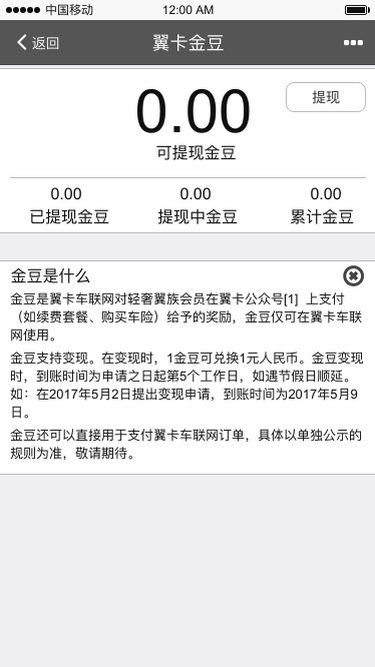 中国移动 12:00 AM
返回 翼卡金豆
0.00
提现
可提现金豆
0.00 0.00 0.00
已提现金豆 提现中金豆 累计金豆
金豆是什么
金豆是翼卡车联网对轻奢翼族会员在翼卡公众号[1] 上支付
（如续费套餐、购买车险）给予的奖励，金豆仅可在翼卡车联
网使用。
金豆支持变现。在变现时，1金豆可兑换1元人民币。金豆变现
时，到账时间为申请之日起第5个工作日，如遇节假日顺延。
如：在2017年5月2日提出变现申请，到账时间为2017年5月9
日。
金豆还可以直接用于支付翼卡车联网订单，具体以单独公示的
规则为准，敬请期待。